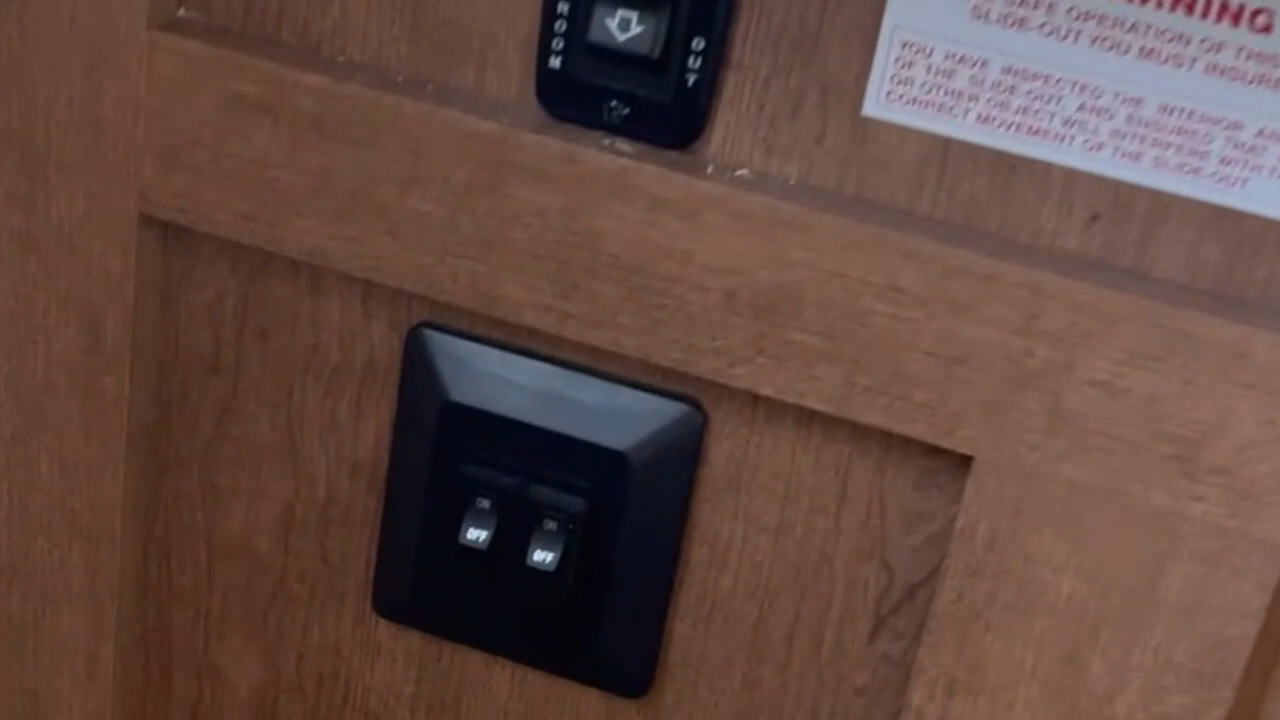 ROOM
OUT
WARNING
SAFE OPERATION OF THIS
SLIDE-OUT YOU MUST INSURE
YOU HAVE INSPECTED THE INTERIOR
OF THE SLIDE-OUT, AND ENSURED THAT
OR OTHER OBJECT WILL INTERFERE WITH
CORRECT MOVEMENT OF THE SLIDE-OUT
ON
OFF
ON
OFF